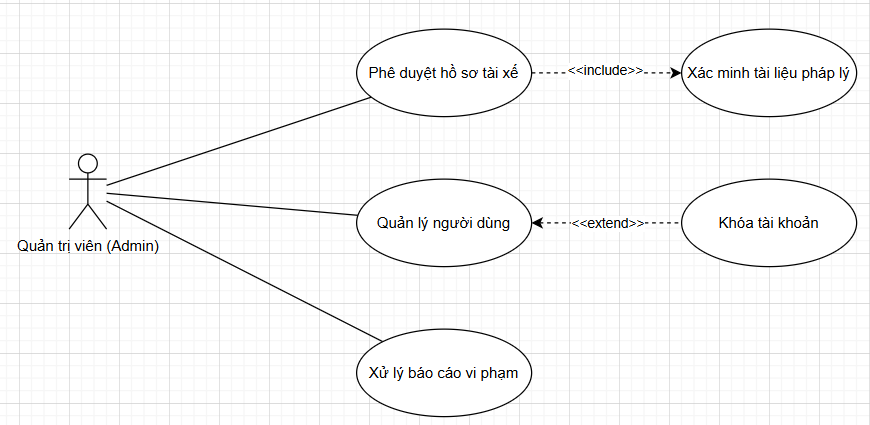 Phê duyệt hồ sơ tài xế
<<include>>
Xác minh tài liệu pháp lý
Quản trị viên (Admin)
Quản lý người dùng
<<extend>>
Khóa tài khoản
Xử lý báo cáo vi phạm